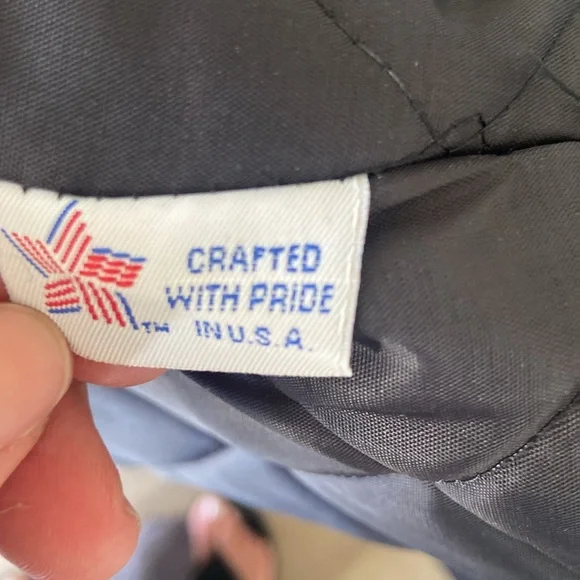 CRAFTED
WITH PRIDE
IN U.S.A.
TM